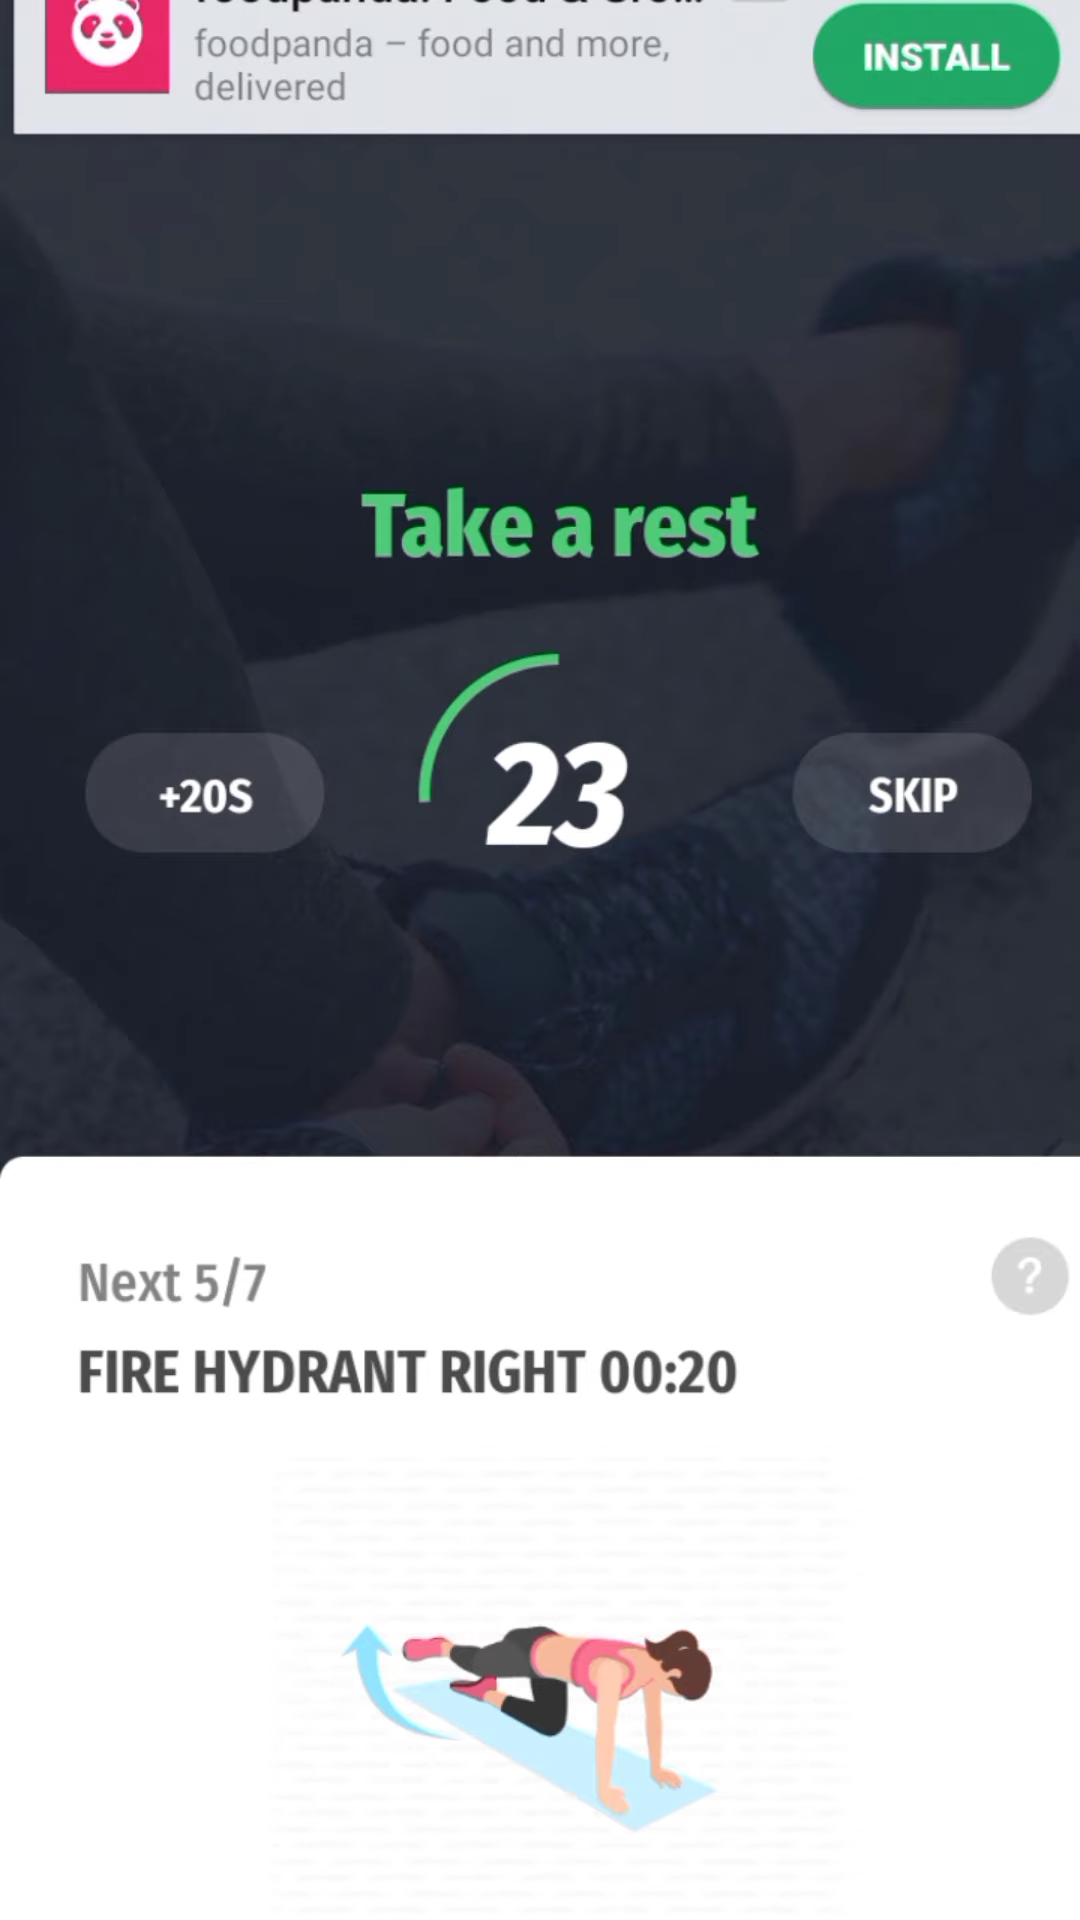 foodpanda – food and more,
delivered
INSTALL
Take a rest
+20S
23
SKIP
Next 5/7
?
FIRE HYDRANT RIGHT 00:20